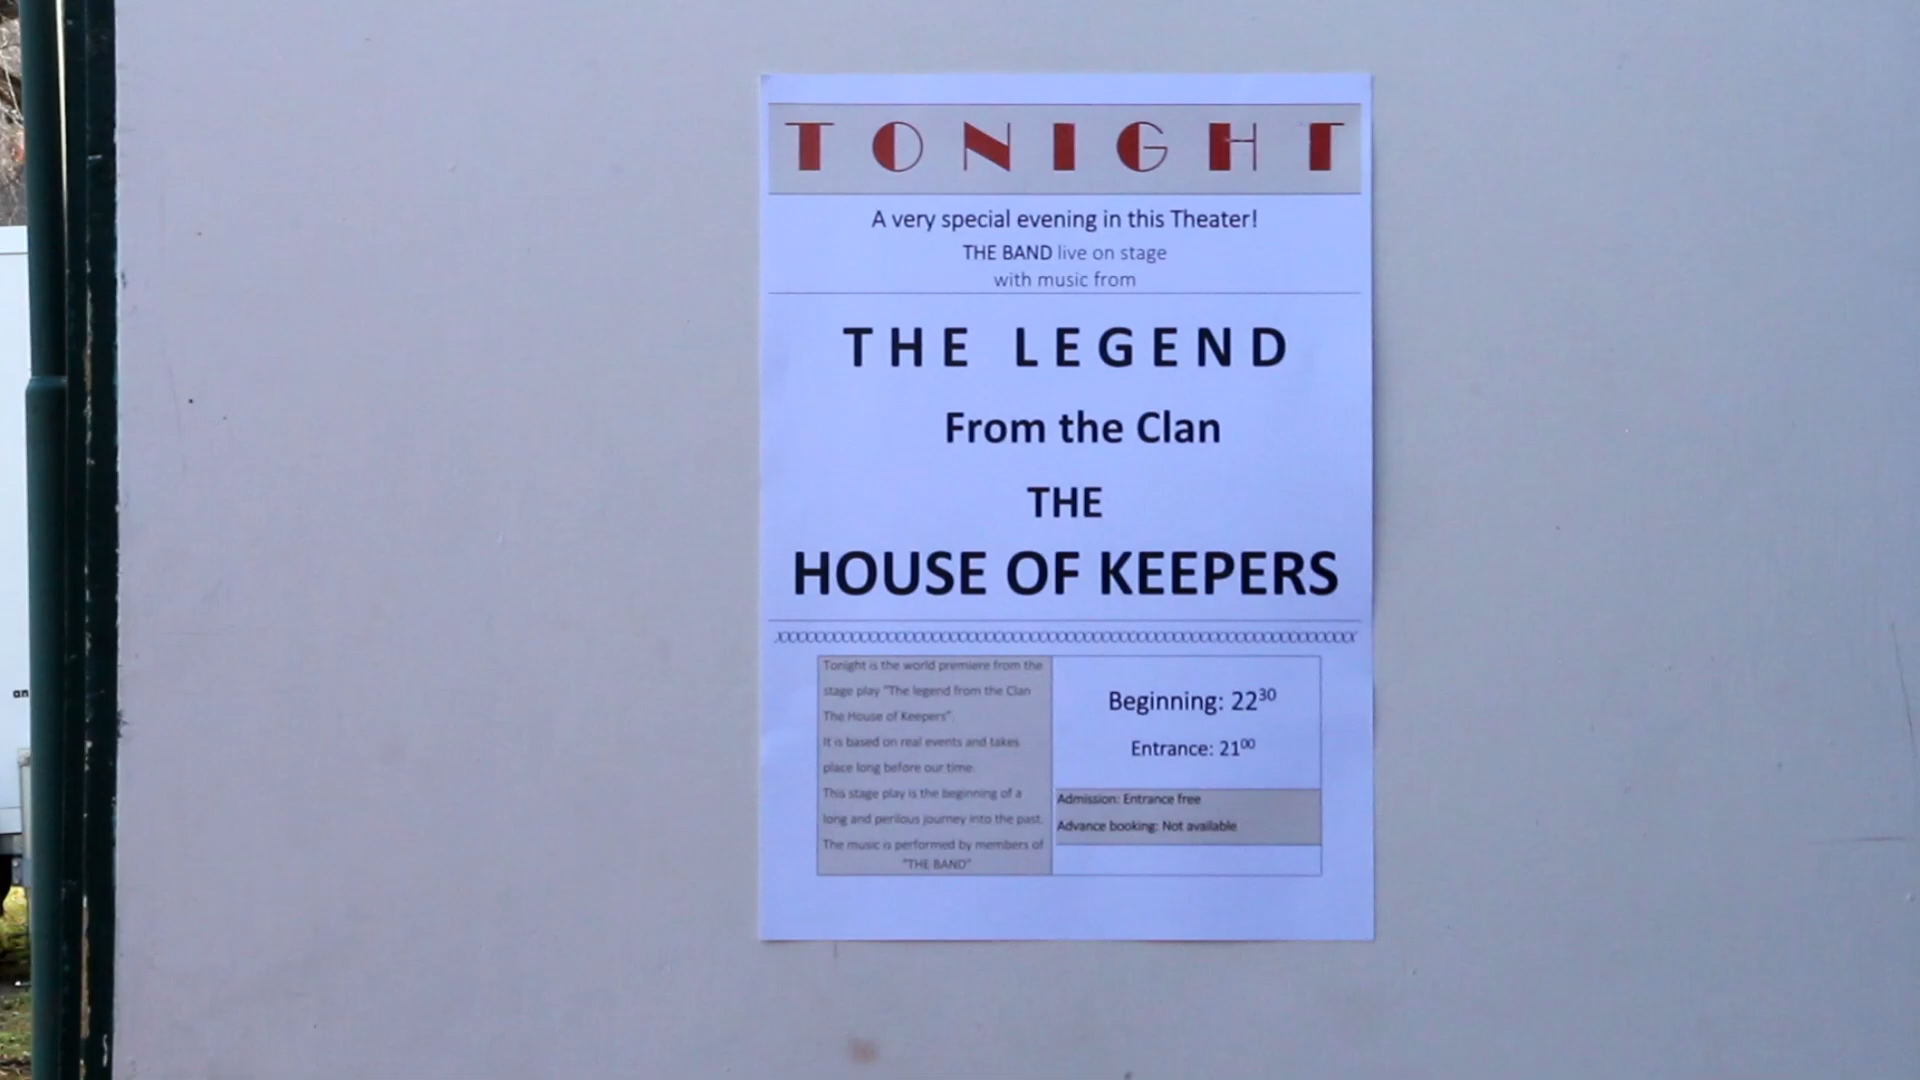 TONIGHT
A very special evening in this Theater!
THE BAND live on stage
with music from
THE LEGEND
From the Clan
THE
HOUSE OF KEEPERS
xxxxxxxxxxxxxxxxxxxxxxxxxxxxxxxxxxxxxxxxxxxxxxxxxxxxxxxxxxxx
Tonight is the world premiere from the
stage play "The legend from the Clan
The House of Keepers".
It is based on real events and takes
place long before our time.
This stage play is the beginning of a
long and perilous journey into the past.
The music is performed by members of
"THE BAND"
Beginning: 22³⁰
Entrance: 21⁰⁰
Admission: Entrance free
Advance booking: Not available
an